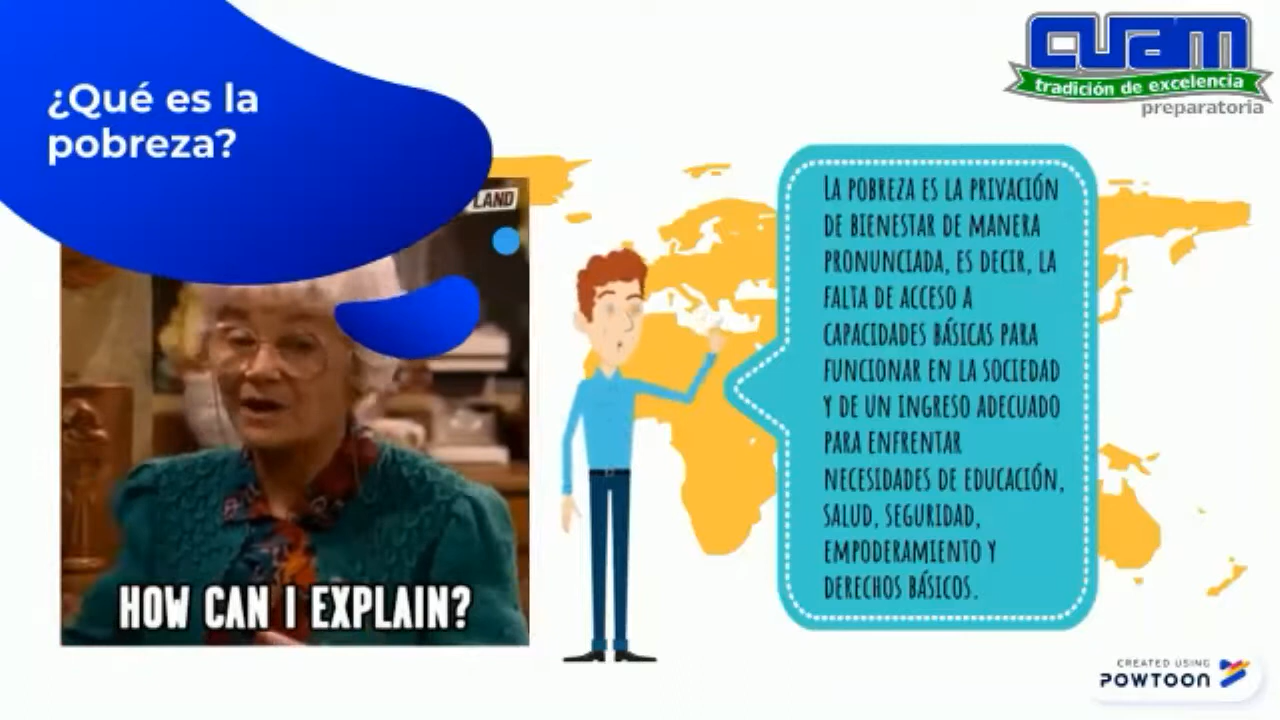 ¿Qué es la
pobreza?
CUAM
tradición de excelencia
preparatoria
LAND
HOW CAN I EXPLAIN?
LA POBREZA ES LA PRIVACIÓN
DE BIENESTAR DE MANERA
PRONUNCIADA, ES DECIR, LA
FALTA DE ACCESO A
CAPACIDADES BÁSICAS PARA
FUNCIONAR EN LA SOCIEDAD
Y DE UN INGRESO ADECUADO
PARA ENFRENTAR
NECESIDADES DE EDUCACIÓN,
SALUD, SEGURIDAD,
EMPODERAMIENTO Y
DERECHOS BÁSICOS.
CREATED USING
POWTOON